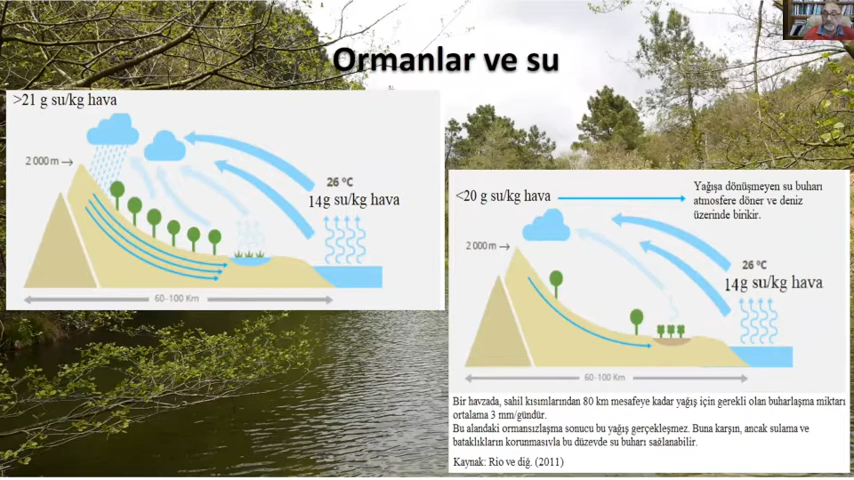 Ormanlar ve su
>21 g su/kg hava
2 000 m →
26 °C
14g su/kg hava
60-100 Km
<20 g su/kg hava
Yağışa dönüşmeyen su buharı
atmosfere döner ve deniz
üzerinde birikir.
2 000 m →
26 °C
14g su/kg hava
60-100 Km
Bir havzada, sahil kısımlarından 80 km mesafeye kadar yağış için gerekli olan buharlaşma miktarı
ortalama 3 mm/gündür.
Bu alandaki ormansızlaşma sonucu bu yağış gerçekleşmez. Buna karşın, ancak sulama ve
bataklıkların korunmasıyla bu düzeyde su buharı sağlanabilir.
Kaynak: Rio ve diğ. (2011)